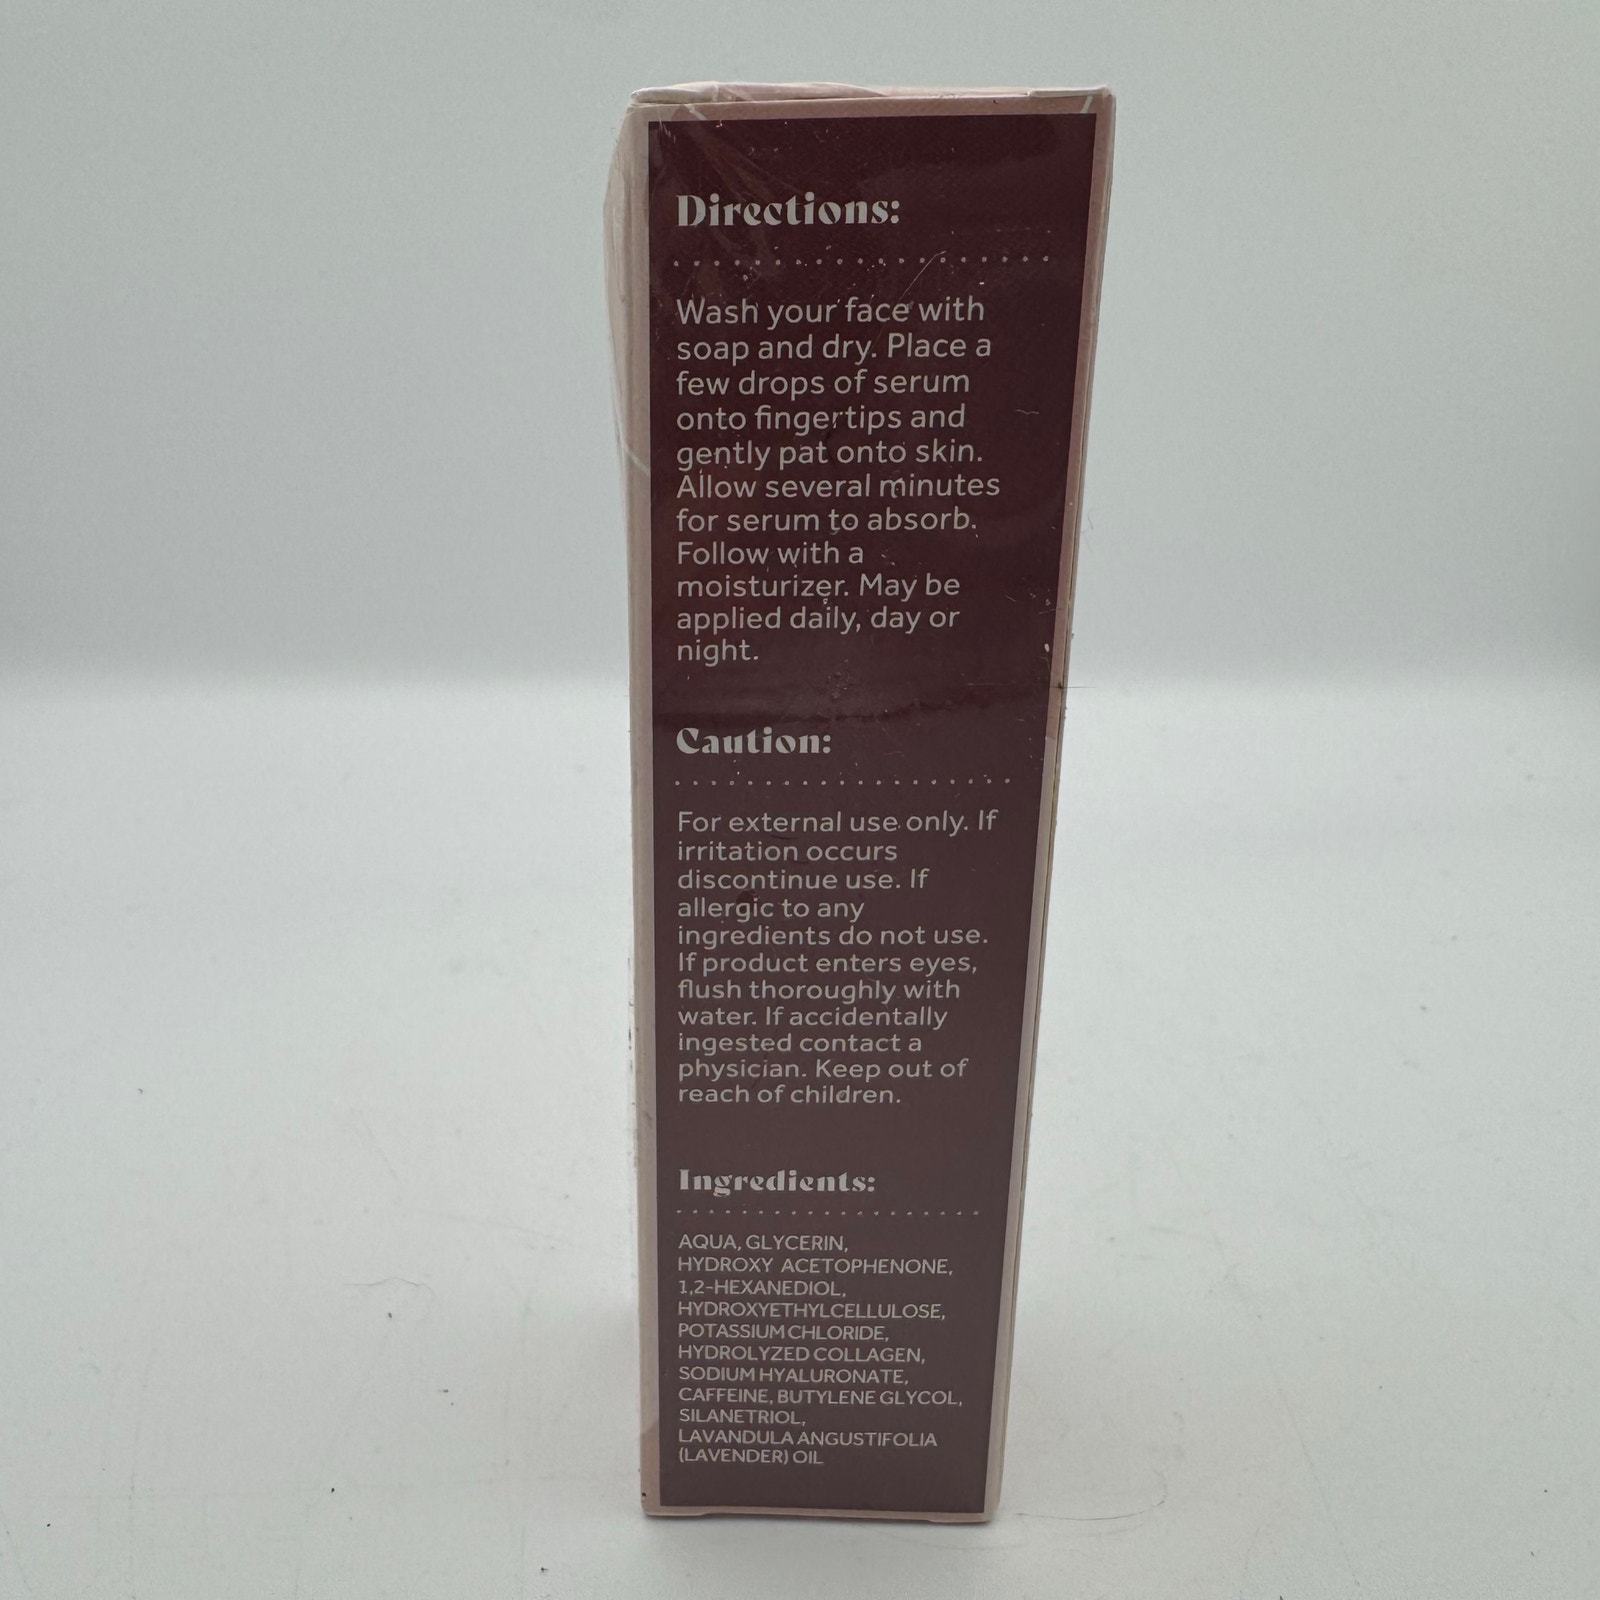 Directions:
Wash your face with
soap and dry. Place a
few drops of serum
onto fingertips and
gently pat onto skin.
Allow several minutes
for serum to absorb.
Follow with a
moisturizer. May be
applied daily, day or
night.
Caution:
For external use only. If
irritation occurs
discontinue use. If
allergic to any
ingredients do not use.
If product enters eyes,
flush thoroughly with
water. If accidentally
ingested contact a
physician. Keep out of
reach of children.
Ingredients:
AQUA, GLYCERIN,
HYDROXY ACETOPHENONE,
1,2-HEXANEDIOL,
HYDROXYETHYLCELLULOSE,
POTASSIUM CHLORIDE,
HYDROLYZED COLLAGEN,
SODIUM HYALURONATE,
CAFFEINE, BUTYLENE GLYCOL,
SILANETRIOL,
LAVANDULA ANGUSTIFOLIA
(LAVENDER) OIL